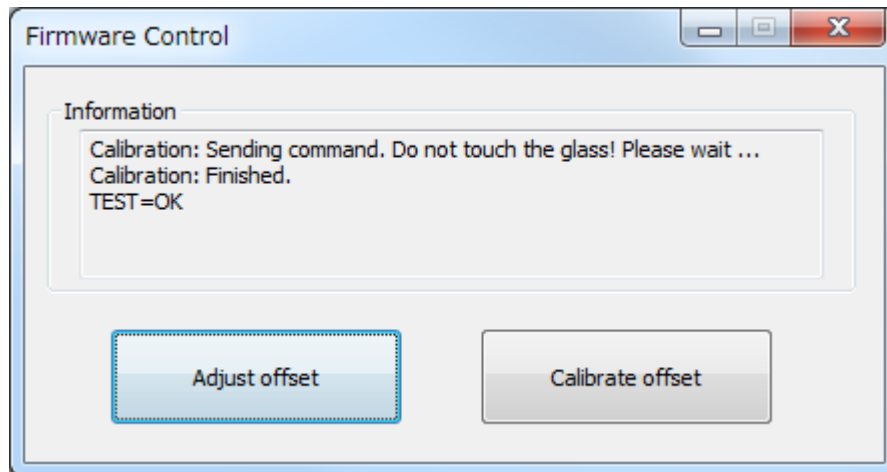 Firmware Control
Information
Calibration: Sending command. Do not touch the glass! Please wait ...
Calibration: Finished.
TEST=OK
Adjust offset
Calibrate offset